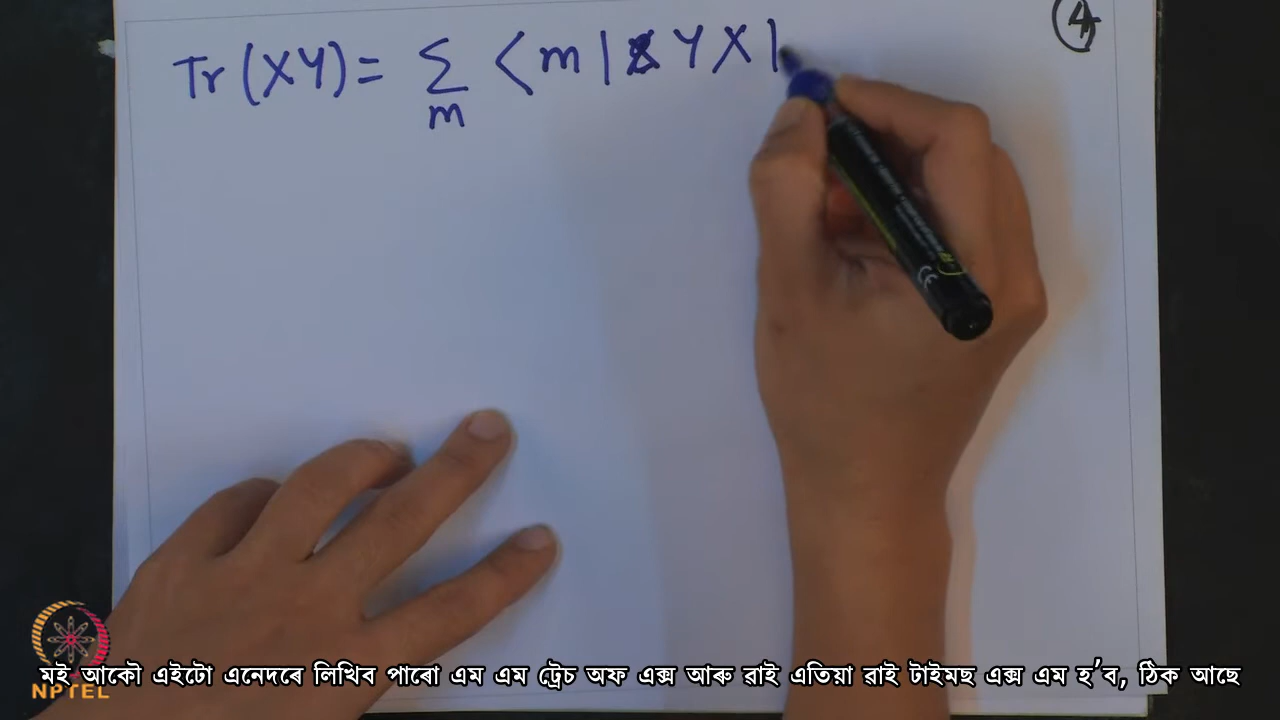 4
Tr (XY) = Σ ⟨ m | Y X |
m
NPTEL
মই আকৌ এইটো এনেদৰে লিখিব পাৰো এম এম ট্ৰেচ অফ এক্স আৰু ৱাই এতিয়া ৱাই টাইমছ এক্স এম হ’ব, ঠিক আছে